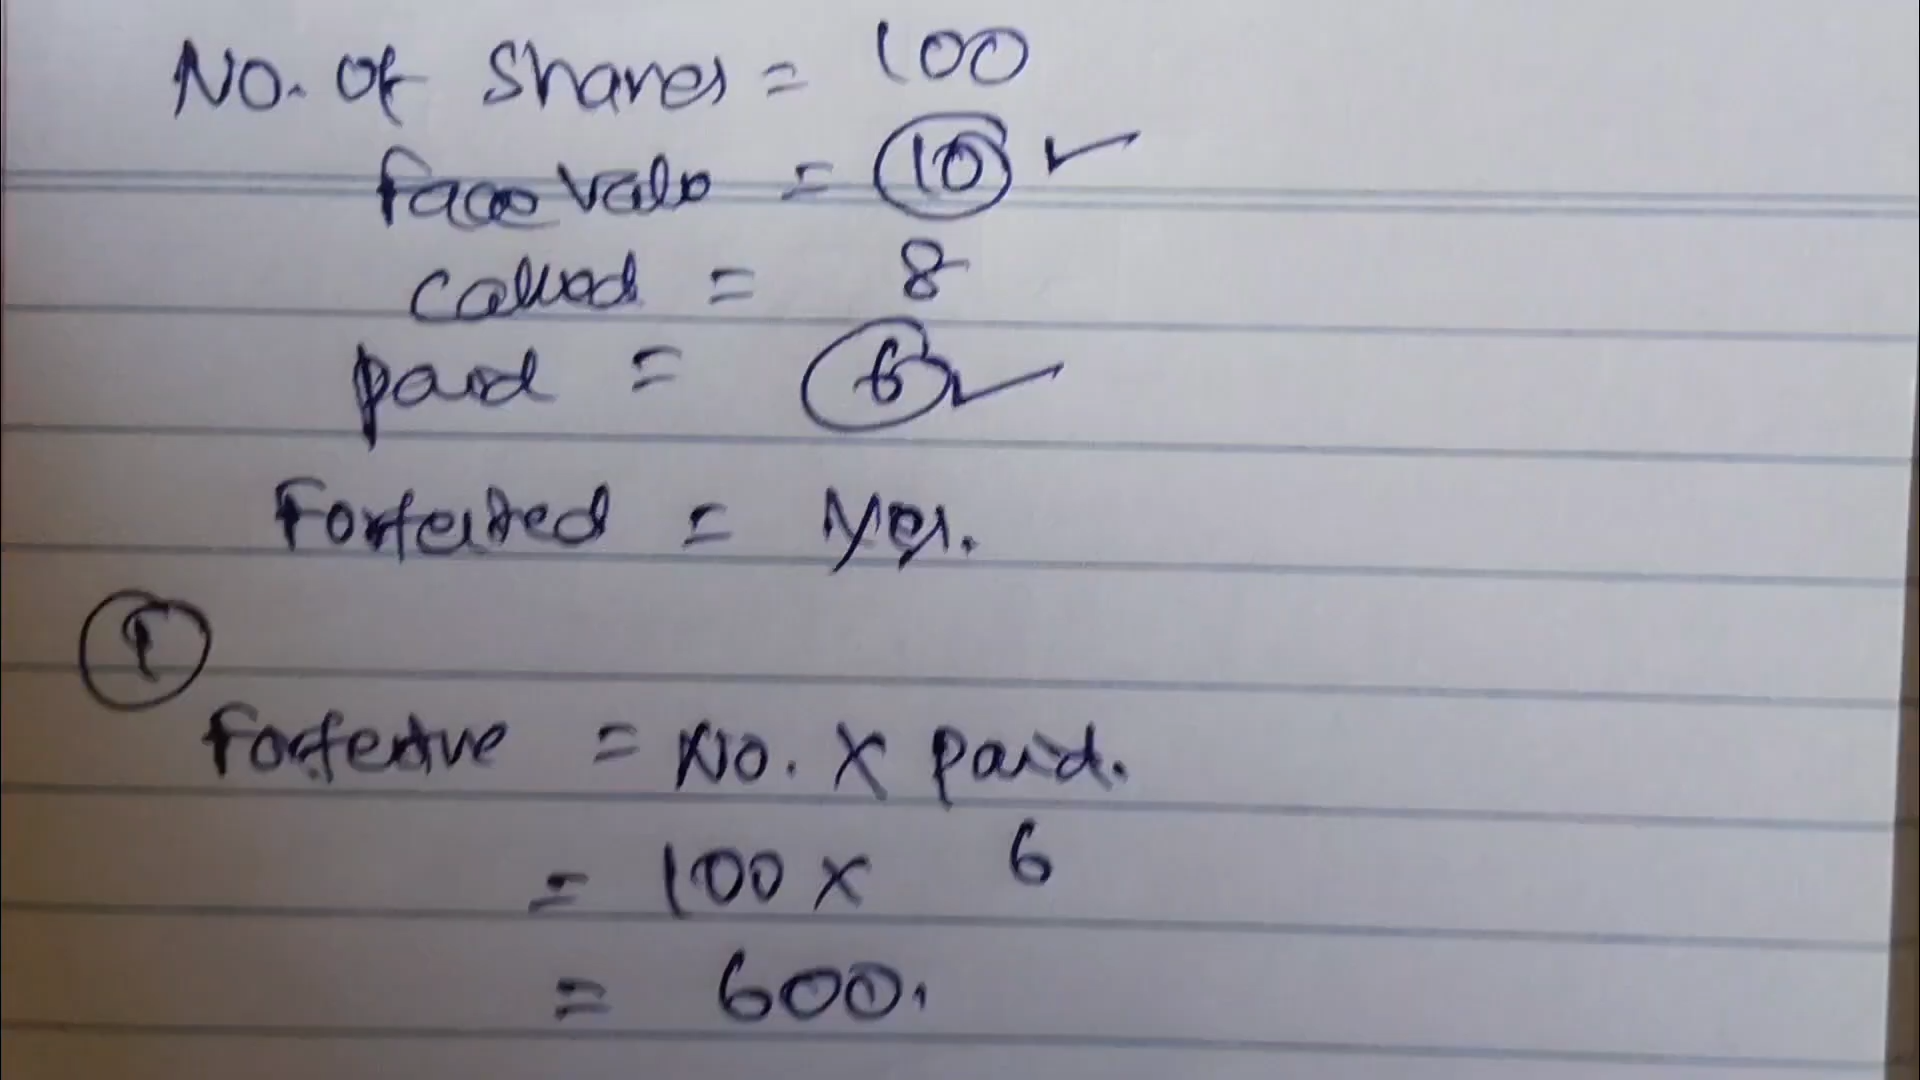 No. of shares = 100
face value = 10 ✓
called = 8
paid = 6 ✓
Forfeited = Yes.
1
Forfeitue = No. X paid.
= 100 x 6
= 600.